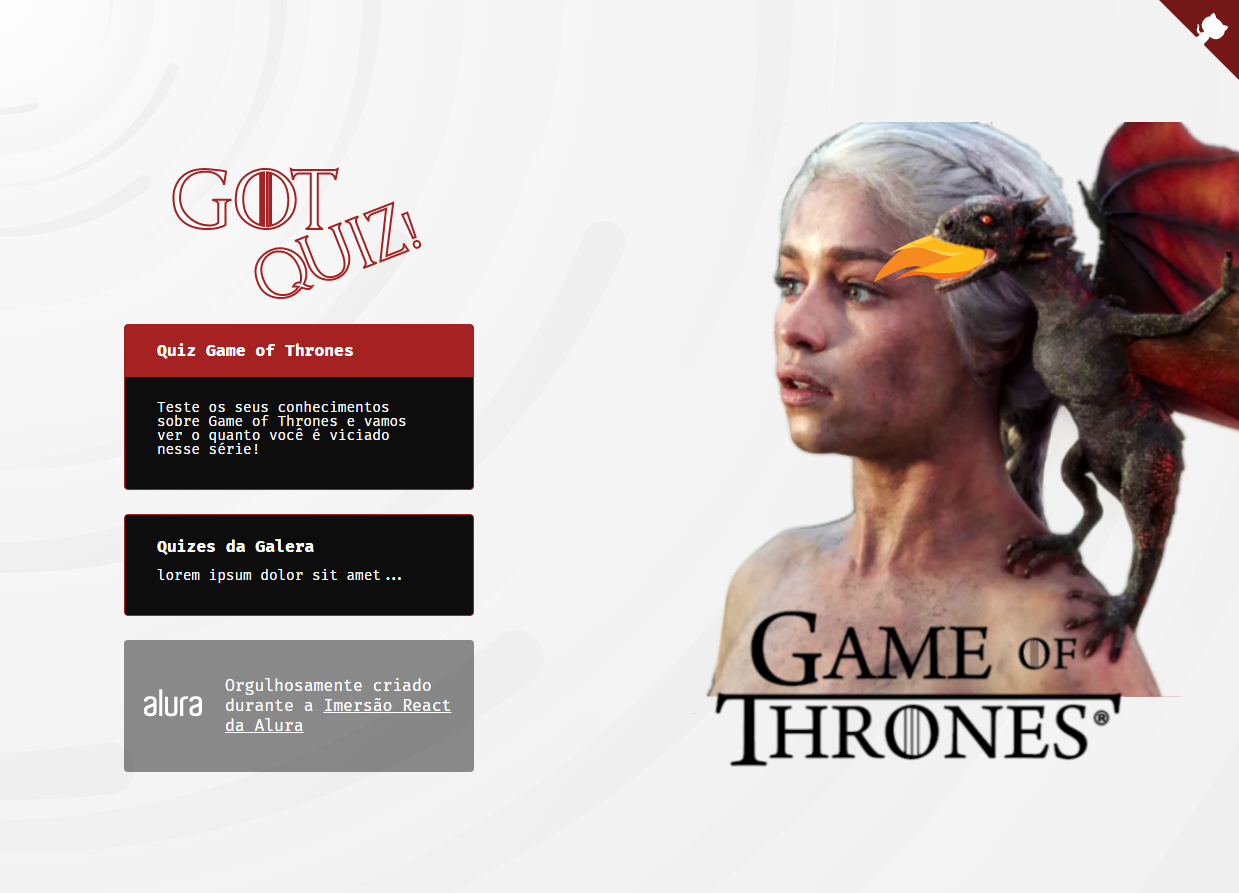 GOT
QUIZ!
Quiz Game of Thrones
Teste os seus conhecimentos
sobre Game of Thrones e vamos
ver o quanto você é viciado
nesse série!
Quizes da Galera
lorem ipsum dolor sit amet...
alura
Orgulhosamente criado
durante a Imersão React
da Alura
GAME OF
THRONES®